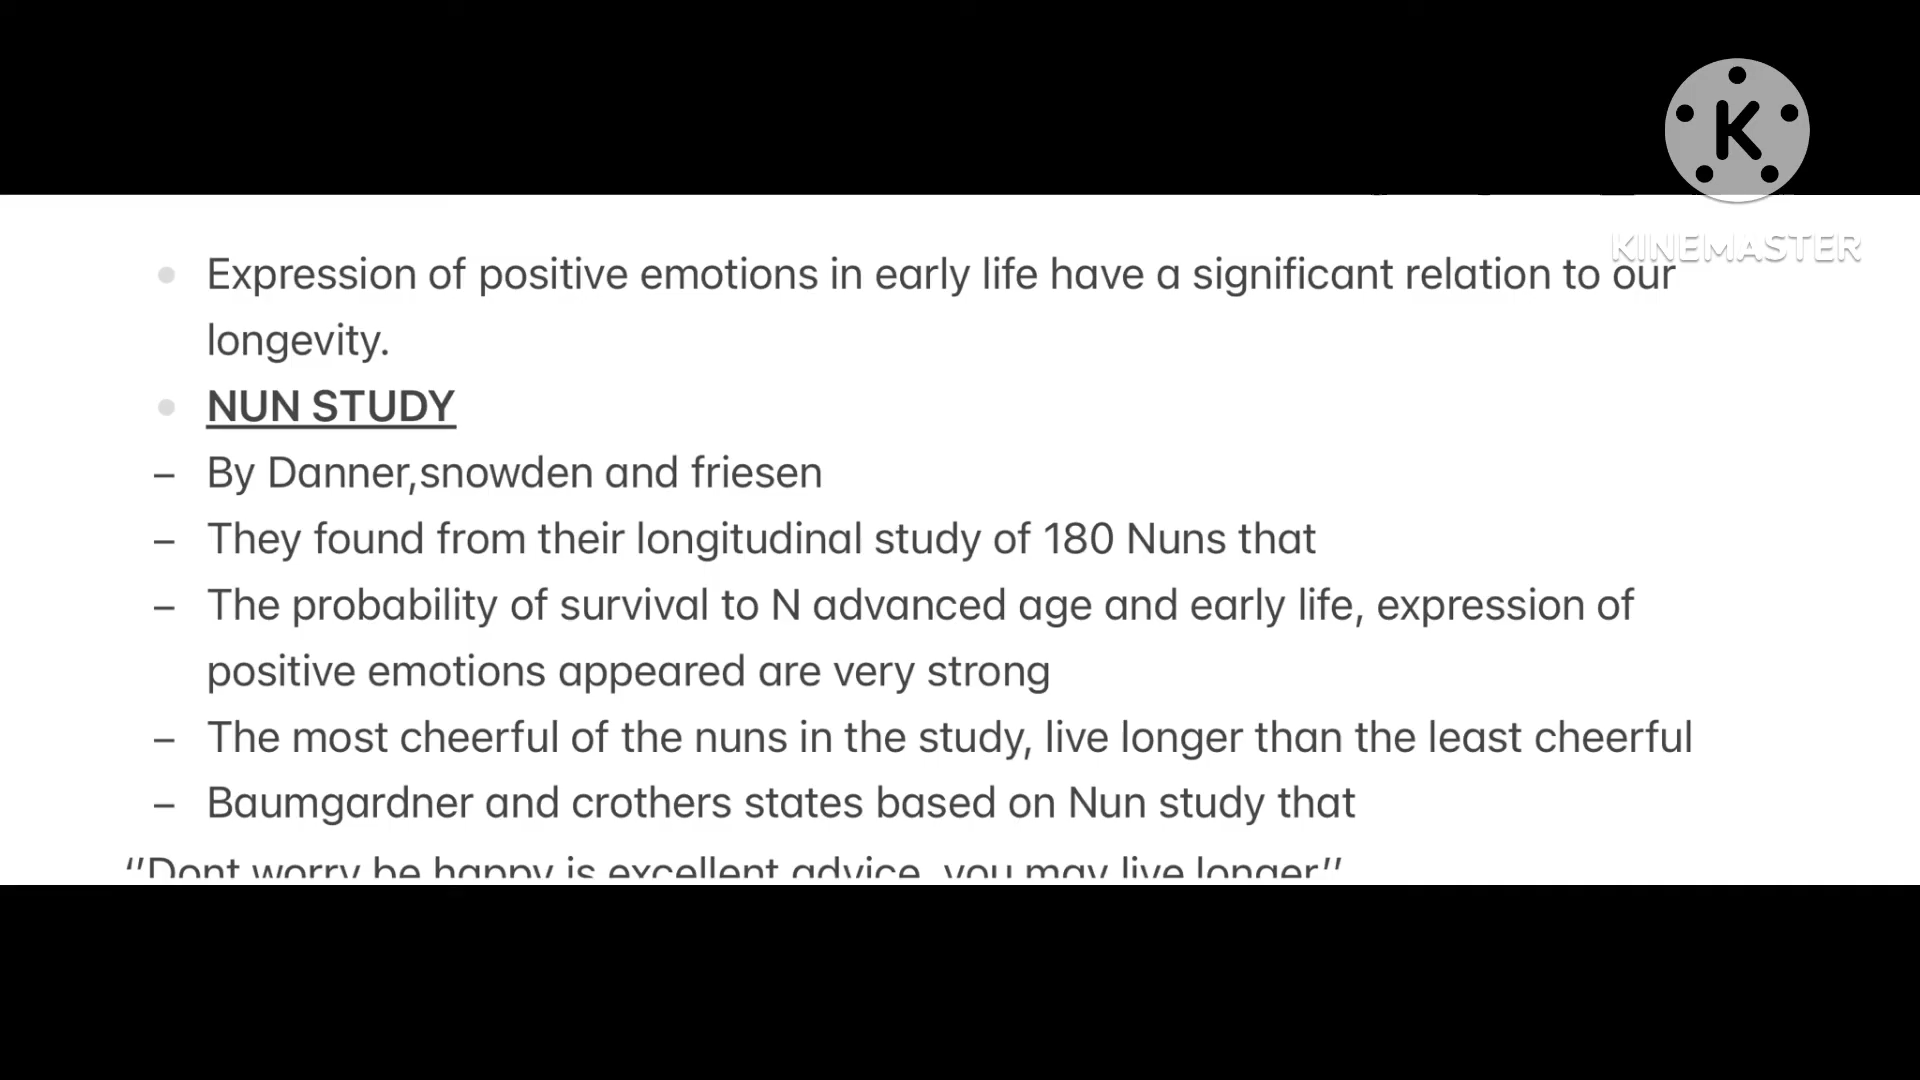 K
KINEMASTER
Expression of positive emotions in early life have a significant relation to our
longevity.
NUN STUDY
– By Danner,snowden and friesen
– They found from their longitudinal study of 180 Nuns that
– The probability of survival to N advanced age and early life, expression of
positive emotions appeared are very strong
– The most cheerful of the nuns in the study, live longer than the least cheerful
– Baumgardner and crothers states based on Nun study that
‘‘Dont worry be happy is excellent advice, you may live longer’’